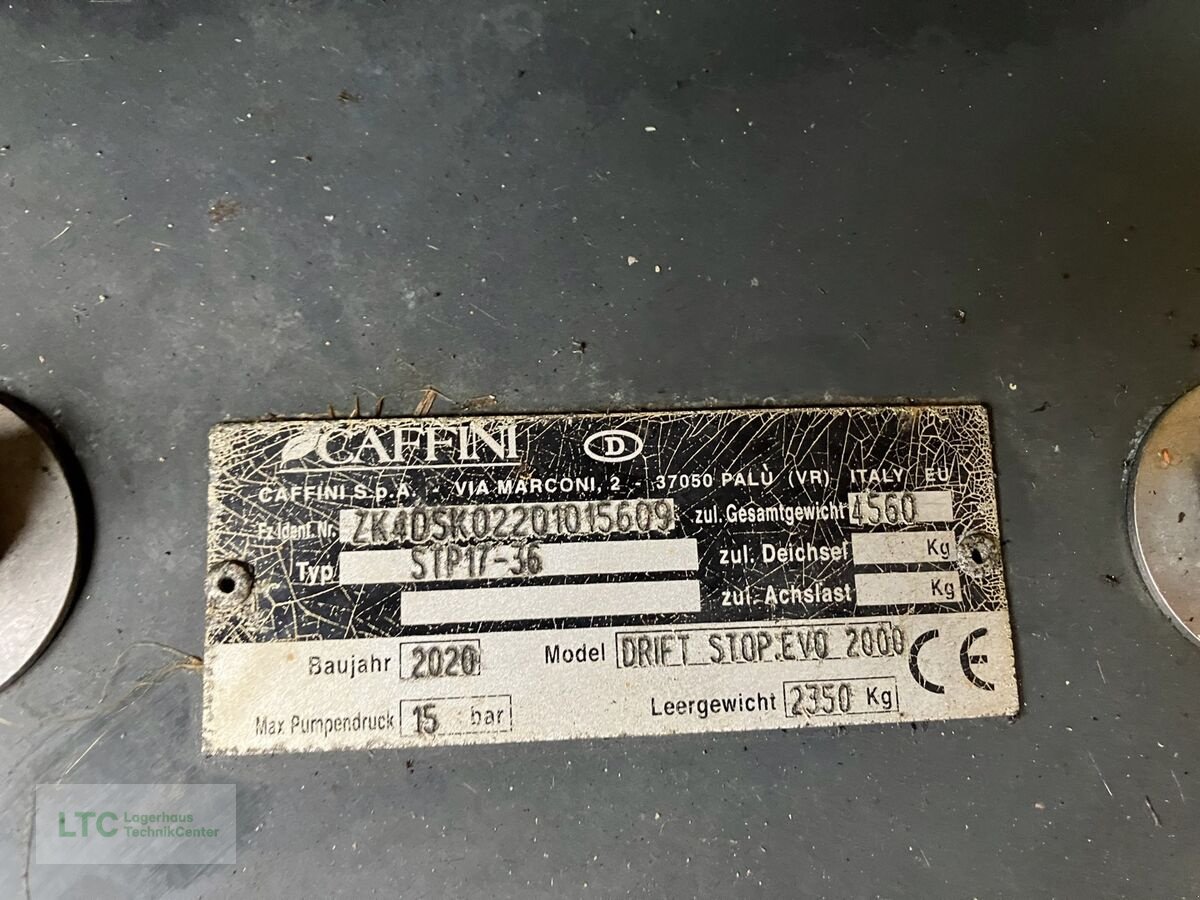 CAFFINI D
CAFFINI S.p.A. - VIA MARCONI, 2 - 37050 PALÙ (VR) ITALY EU
Fz-Ident. Nr. ZK40SK02201015609 zul. Gesamtgewicht 4560
Typ STP17-36 zul. Deichsel Kg
zul. Achslast Kg
Baujahr 2020 Model DRIFT STOP.EVO 2000 CE
Max Pumpendruck 15 bar Leergewicht 2350 Kg
LTC Lagerhaus
TechnikCenter